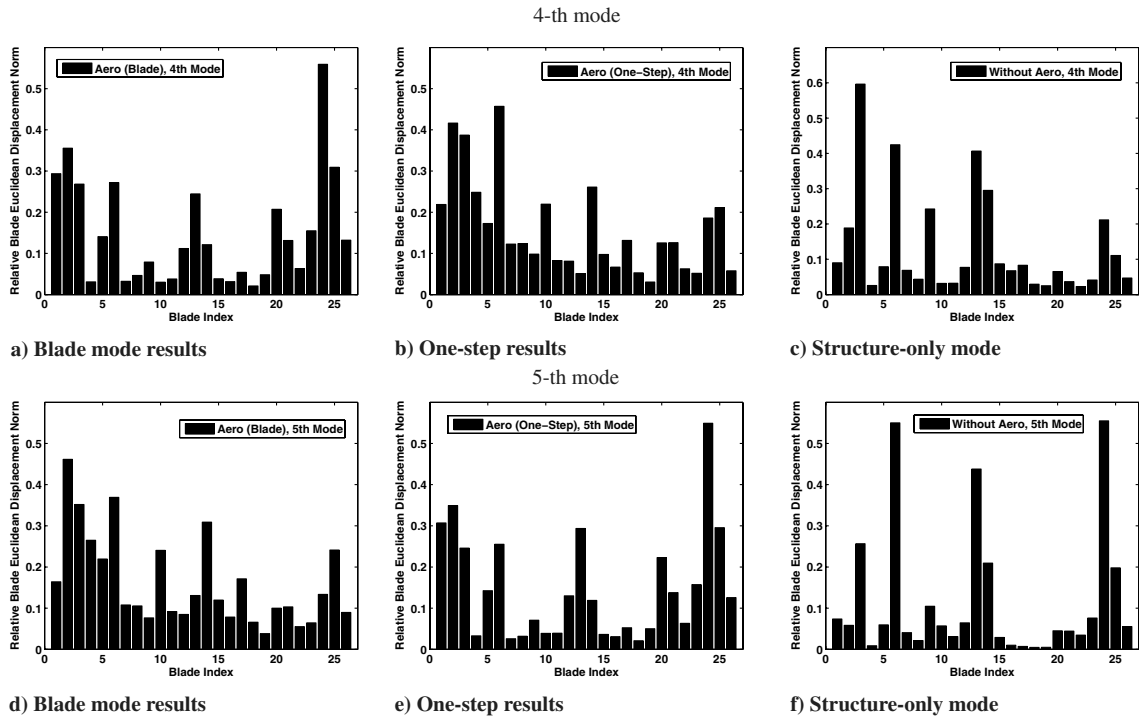 4-th mode
Relative Blade Euclidean Displacement Norm
0.5
0.4
0.3
0.2
0.1
0
Aero (Blade), 4th Mode
0 5 10 15 20 25
Blade Index
a) Blade mode results
Relative Blade Euclidean Displacement Norm
0.5
0.4
0.3
0.2
0.1
0
Aero (One-Step), 4th Mode
0 5 10 15 20 25
Blade Index
b) One-step results
Relative Blade Euclidean Displacement Norm
0.6
0.5
0.4
0.3
0.2
0.1
0
Without Aero, 4th Mode
0 5 10 15 20 25
Blade Index
c) Structure-only mode
5-th mode
Relative Blade Euclidean Displacement Norm
0.5
0.4
0.3
0.2
0.1
0
Aero (Blade), 5th Mode
0 5 10 15 20 25
Blade Index
d) Blade mode results
Relative Blade Euclidean Displacement Norm
0.5
0.4
0.3
0.2
0.1
0
Aero (One-Step), 5th Mode
0 5 10 15 20 25
Blade Index
e) One-step results
Relative Blade Euclidean Displacement Norm
0.5
0.4
0.3
0.2
0.1
0
Without Aero, 5th Mode
0 5 10 15 20 25
Blade Index
f) Structure-only mode